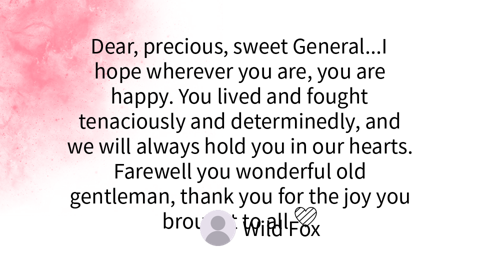 Dear, precious, sweet General...I
hope wherever you are, you are
happy. You lived and fought
tenaciously and determinedly, and
we will always hold you in our hearts.
Farewell you wonderful old
gentleman, thank you for the joy you
to all
Wild Fox